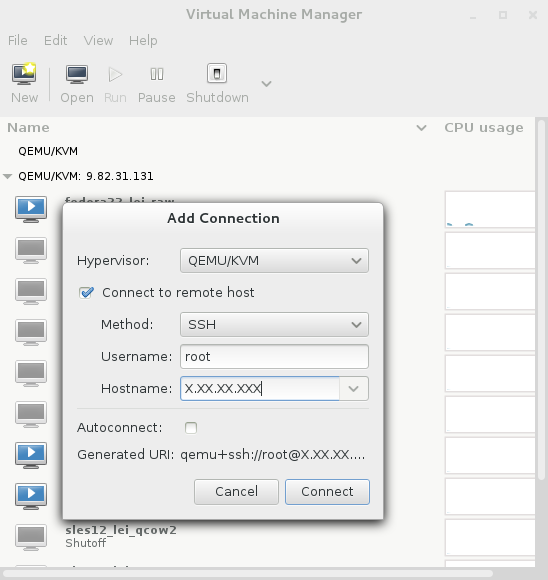 Virtual Machine Manager
File Edit View Help
New Open Run Pause Shutdown
Name CPU usage
QEMU/KVM
QEMU/KVM: 9.82.31.131
fedora22_lei_raw
Add Connection
Hypervisor: QEMU/KVM
Connect to remote host
Method: SSH
Username: root
Hostname: X.XX.XX.XXX
Autoconnect:
Generated URI: qemu+ssh://root@X.XX.XX....
Cancel Connect
sles12_lei_qcow2
Shutoff